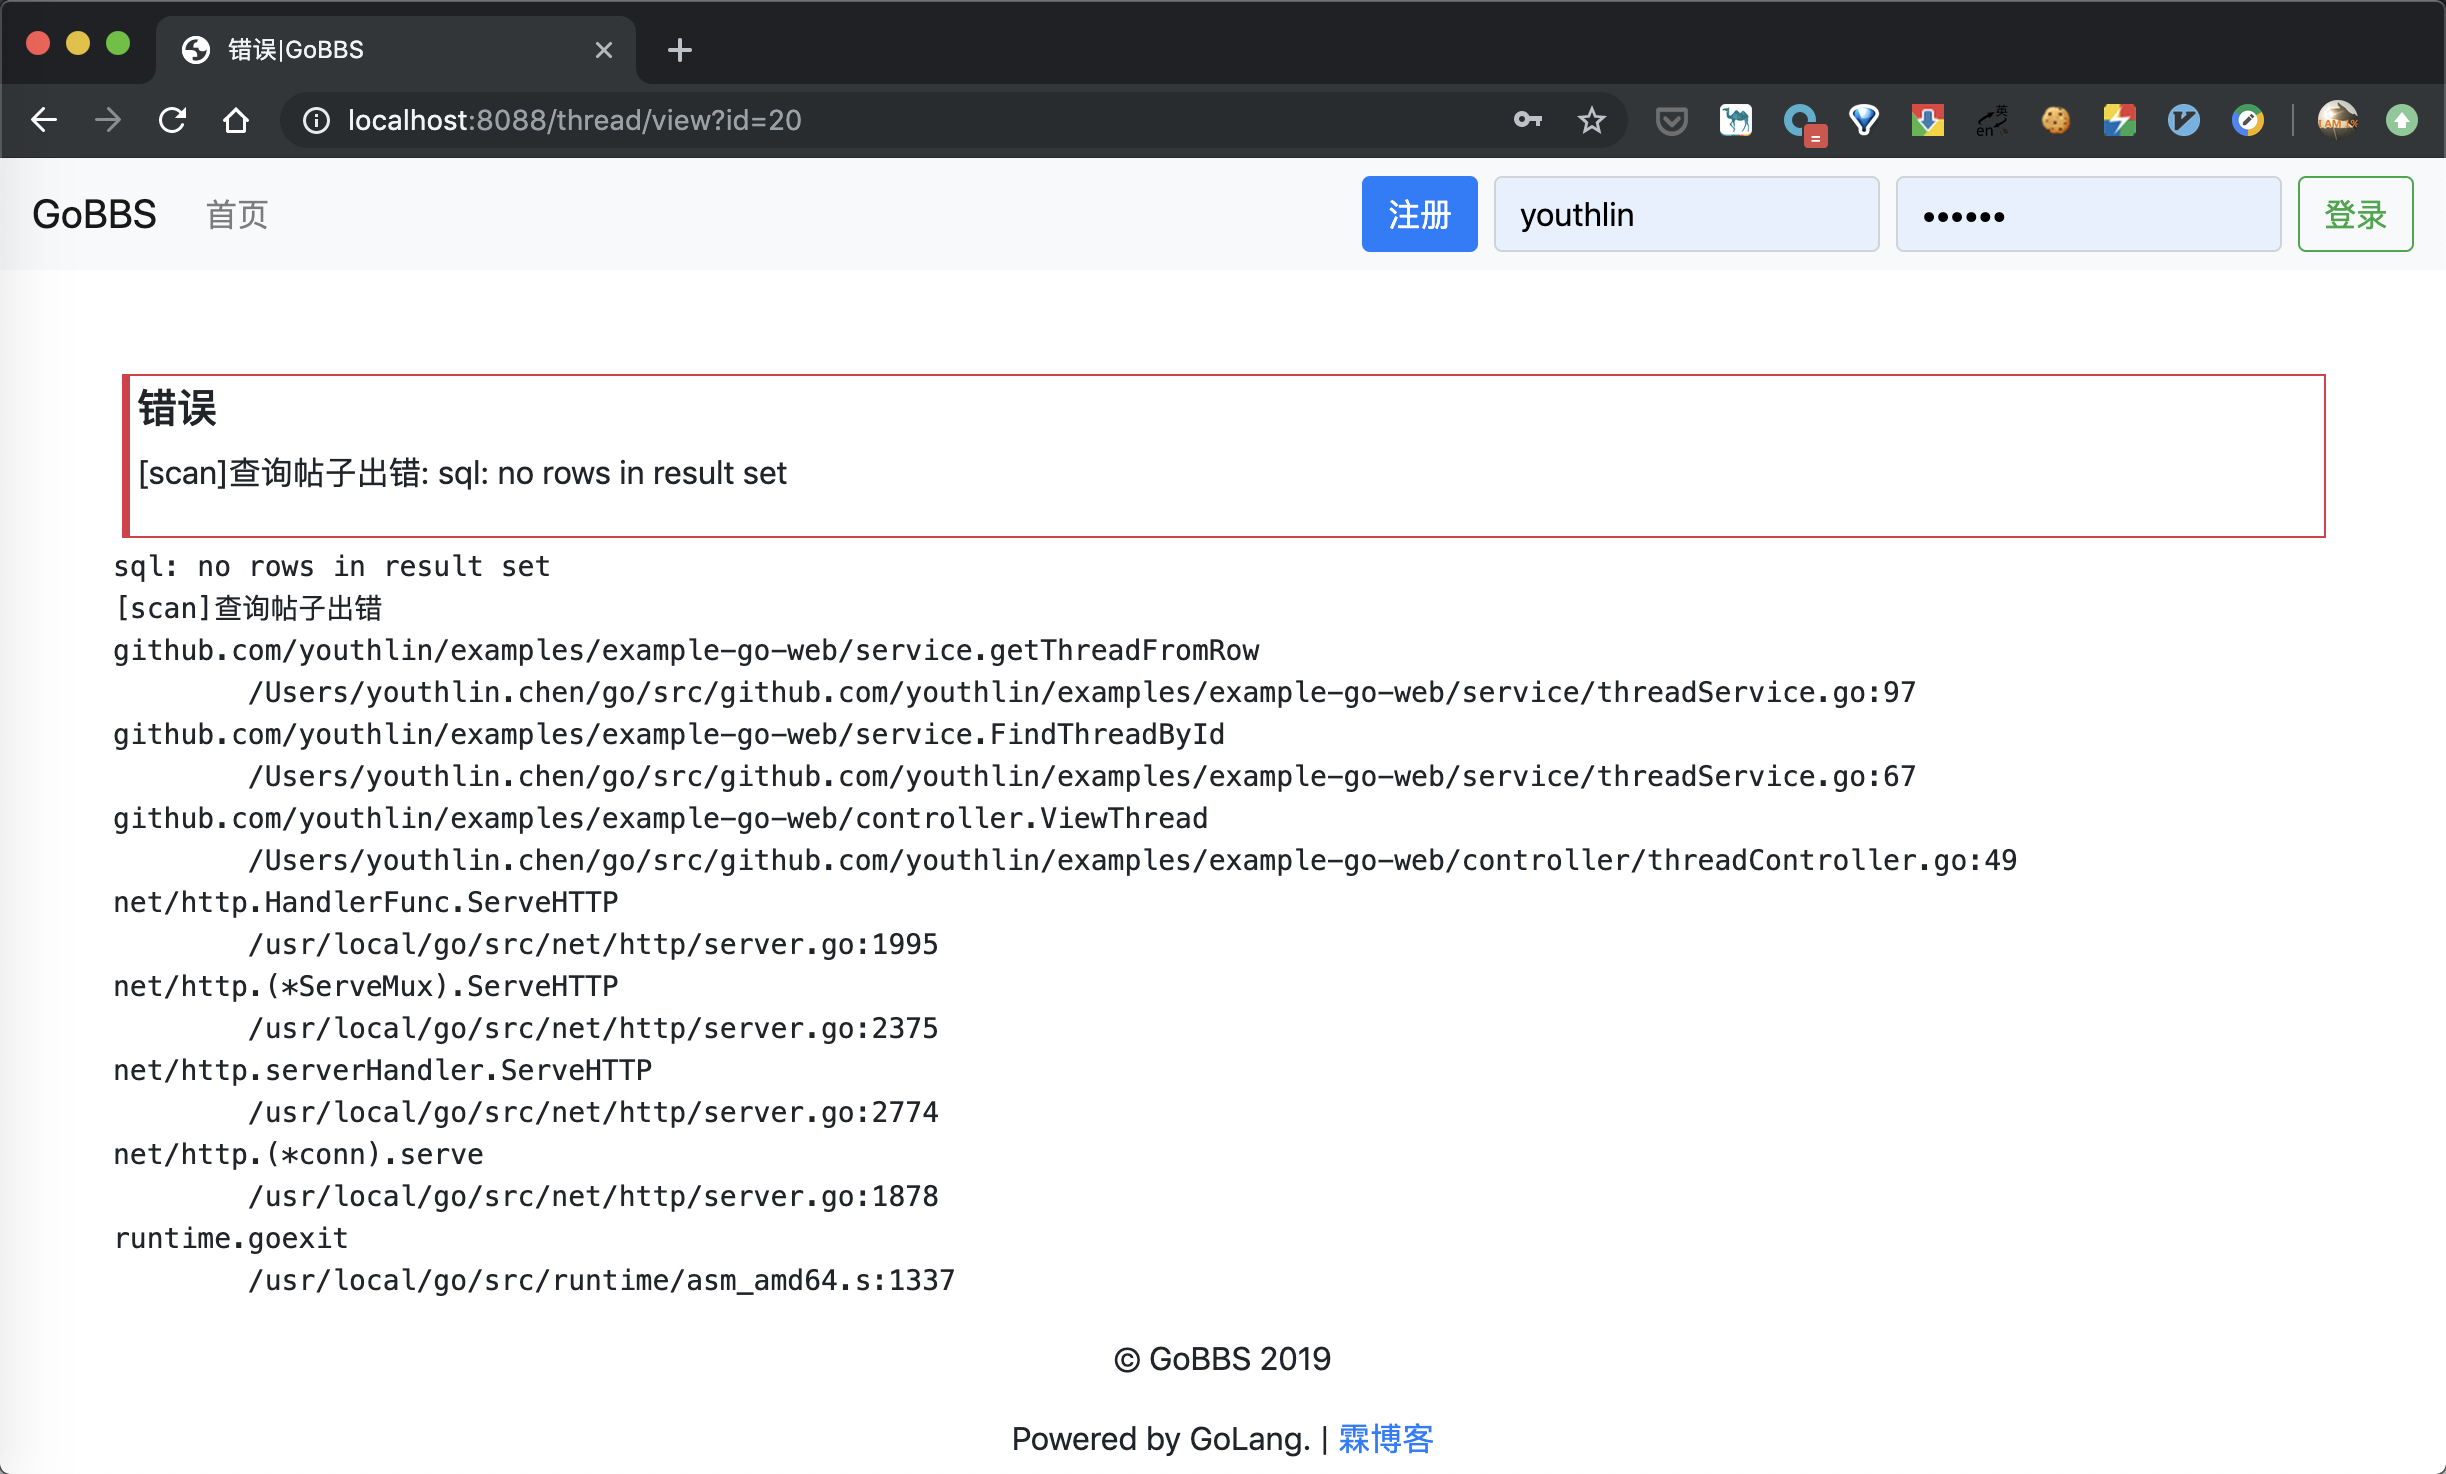 错误|GoBBS
localhost:8088/thread/view?id=20
GoBBS 首页 注册 youthlin •••••• 登录
错误
[scan]查询帖子出错: sql: no rows in result set
sql: no rows in result set
[scan]查询帖子出错
github.com/youthlin/examples/example-go-web/service.getThreadFromRow
/Users/youthlin.chen/go/src/github.com/youthlin/examples/example-go-web/service/threadService.go:97
github.com/youthlin/examples/example-go-web/service.FindThreadById
/Users/youthlin.chen/go/src/github.com/youthlin/examples/example-go-web/service/threadService.go:67
github.com/youthlin/examples/example-go-web/controller.ViewThread
/Users/youthlin.chen/go/src/github.com/youthlin/examples/example-go-web/controller/threadController.go:49
net/http.HandlerFunc.ServeHTTP
/usr/local/go/src/net/http/server.go:1995
net/http.(*ServeMux).ServeHTTP
/usr/local/go/src/net/http/server.go:2375
net/http.serverHandler.ServeHTTP
/usr/local/go/src/net/http/server.go:2774
net/http.(*conn).serve
/usr/local/go/src/net/http/server.go:1878
runtime.goexit
/usr/local/go/src/runtime/asm_amd64.s:1337
© GoBBS 2019
Powered by GoLang. | 霖博客